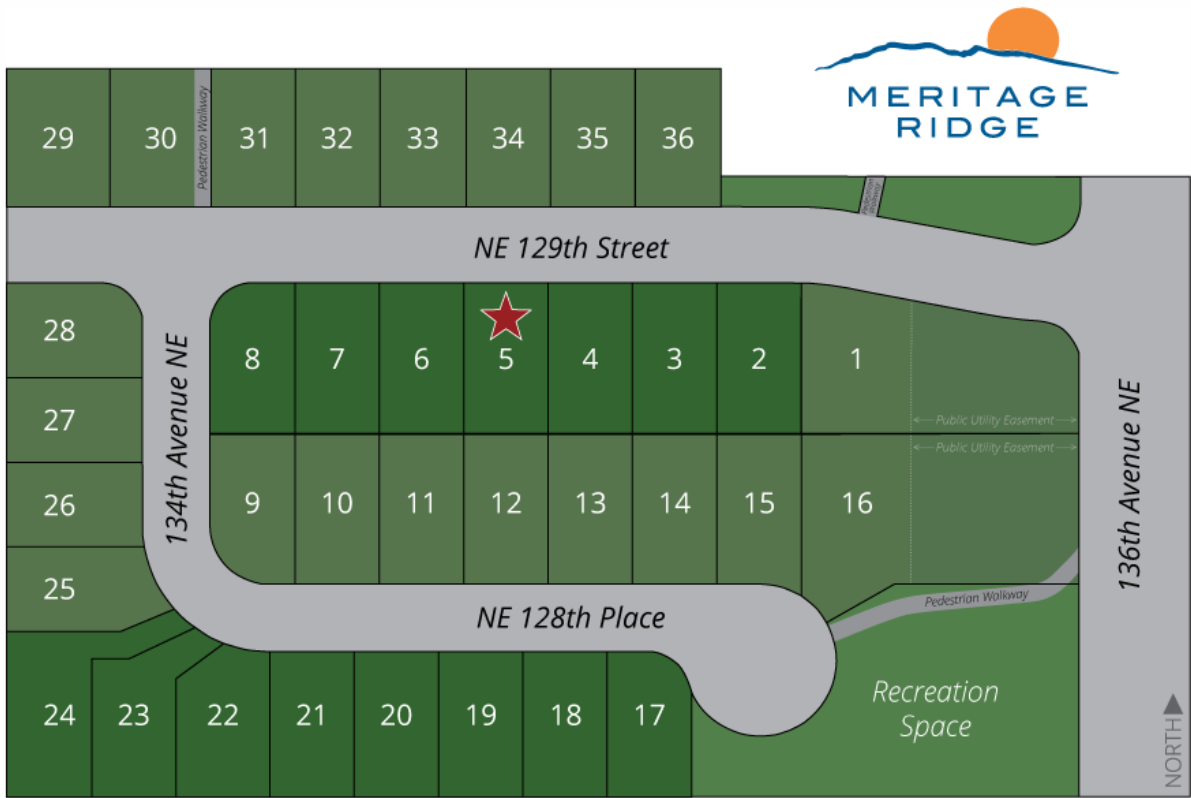 MERITAGE
RIDGE
29
30
Pedestrian Walkway
31
32
33
34
35
36
Pedestrian
Walkway
NE 129th Street
28
27
26
25
134th Avenue NE
8
7
6
5
4
3
2
1
Public Utility Easement
Public Utility Easement
9
10
11
12
13
14
15
16
136th Avenue NE
NE 128th Place
Pedestrian Walkway
24
23
22
21
20
19
18
17
Recreation
Space
NORTH